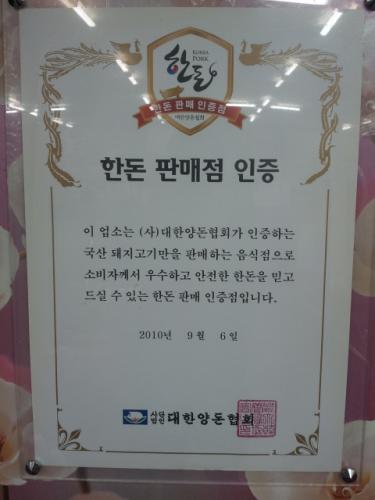 KOREA
PORK
한돈
한돈 판매 인증점
대한양돈협회
한돈 판매점 인증
이 업소는 (사)대한양돈협회가 인증하는
국산 돼지고기만을 판매하는 음식점으로
소비자께서 우수하고 안전한 한돈을 믿고
드실 수 있는 한돈 판매 인증점입니다.
2010년 9월 6일
사단
법인 대한양돈협회